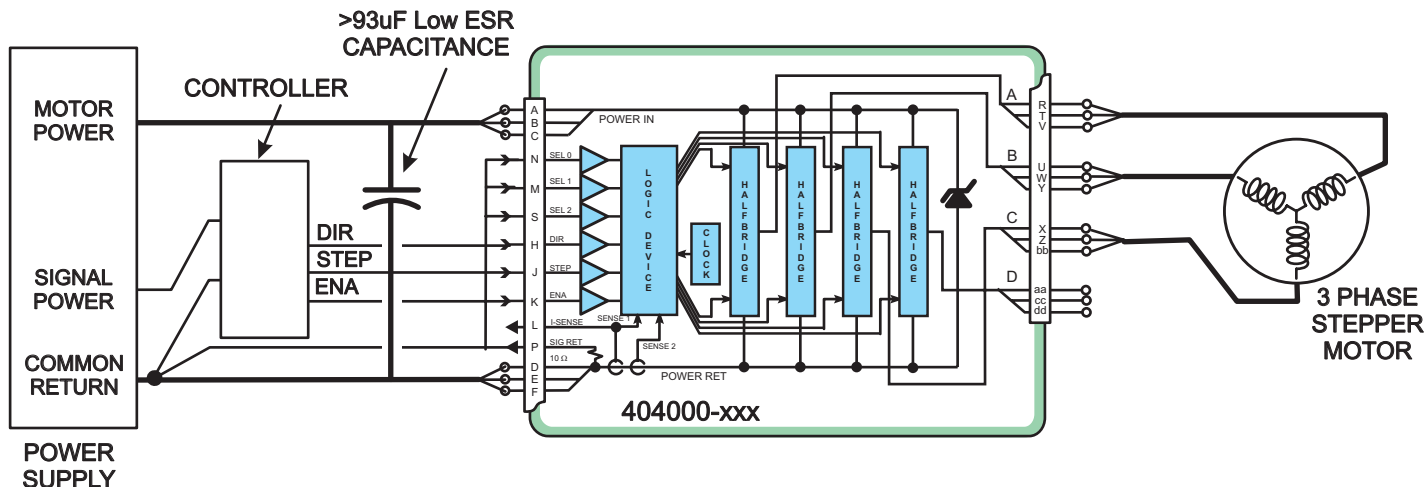 >93uF Low ESR
CAPACITANCE
CONTROLLER
MOTOR
POWER
SIGNAL
POWER
COMMON
RETURN
POWER
SUPPLY
DIR
STEP
ENA
A
B
C
N
M
S
H
J
K
L
P
D
E
F
POWER IN
SEL 0
SEL 1
SEL 2
DIR
STEP
ENA
I-SENSE
SENSE 1
SIG RET
SENSE 2
10 Ω
POWER RET
LOGIC DEVICE
CLOCK
HALFBRIDGE
HALFBRIDGE
HALFBRIDGE
HALFBRIDGE
404000-xxx
A
B
C
D
R
T
V
U
W
Y
X
Z
bb
aa
cc
dd
3 PHASE
STEPPER
MOTOR